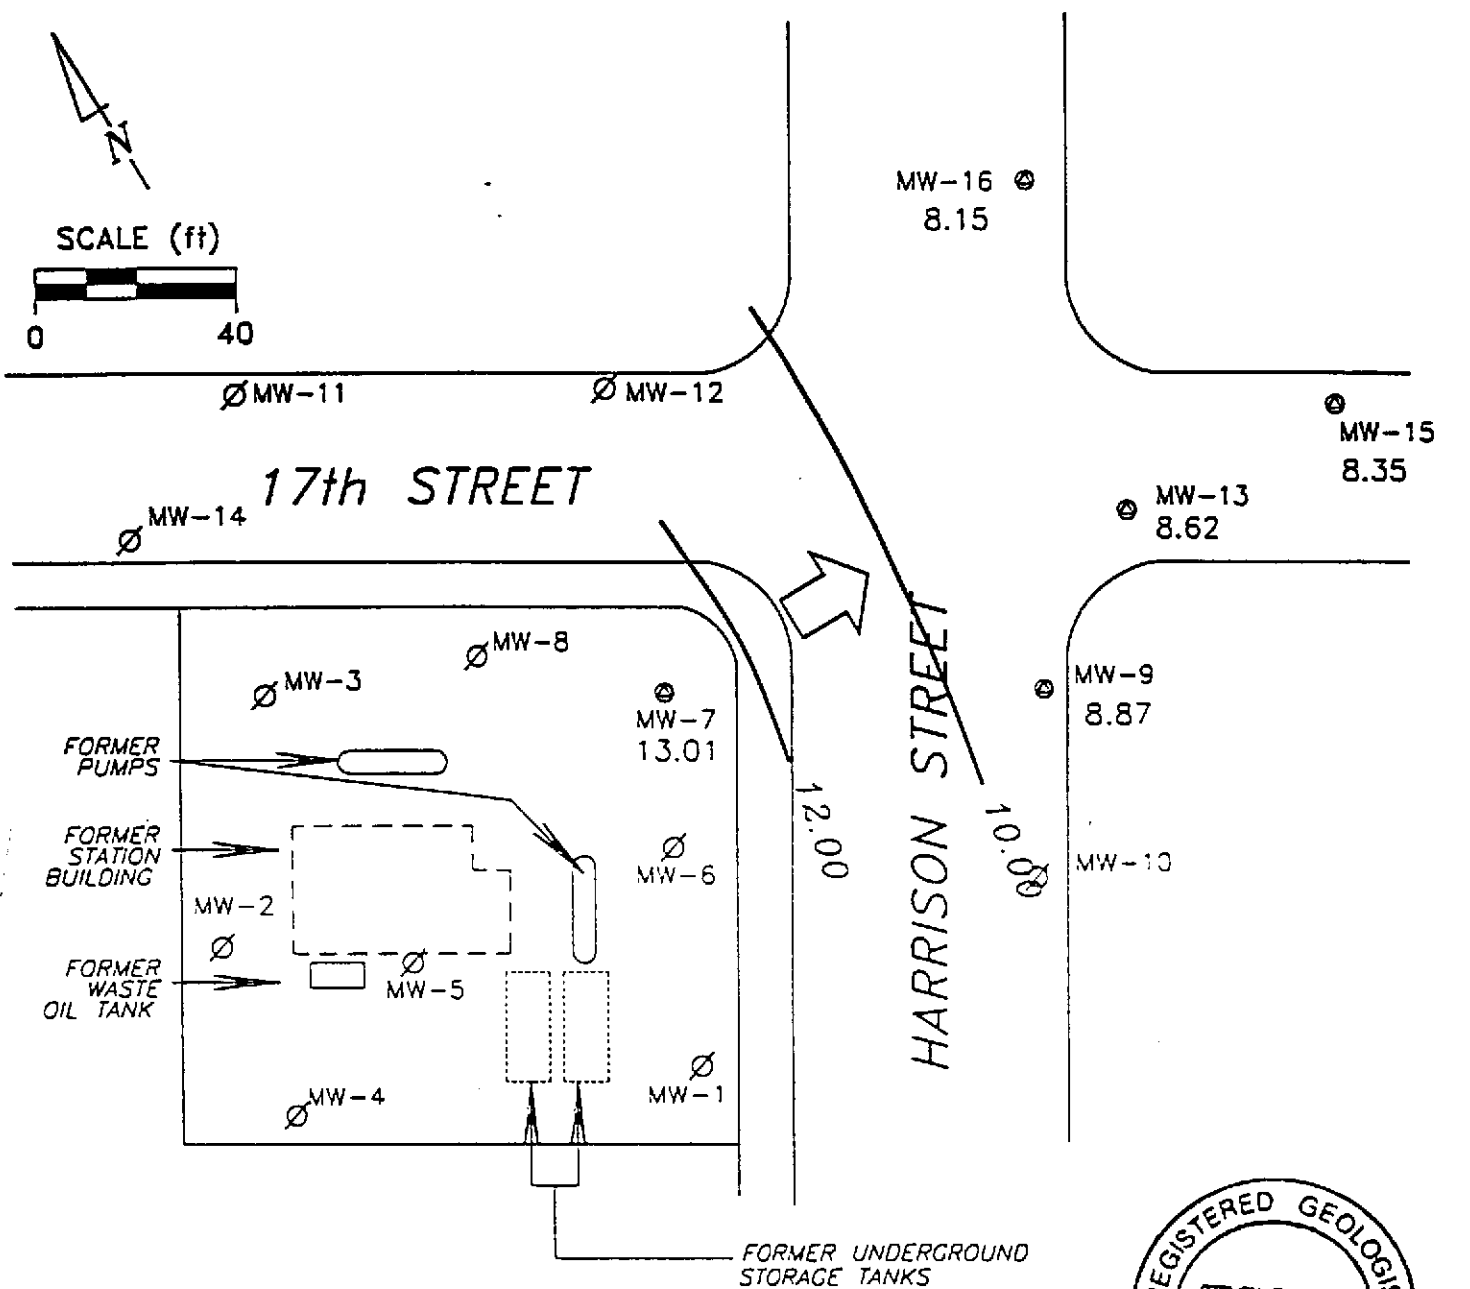 N
SCALE (ft)
0 40
MW-16
8.15
MW-11
MW-12
MW-15
8.35
17th STREET
MW-13
8.62
MW-14
MW-8
MW-3
MW-7
13.01
MW-9
8.87
FORMER
PUMPS
12.00
10.00
HARRISON STREET
FORMER
STATION
BUILDING
MW-6
MW-10
MW-2
FORMER
WASTE
OIL TANK
MW-5
MW-4
MW-1
FORMER UNDERGROUND
STORAGE TANKS
REGISTERED GEOLOGIS